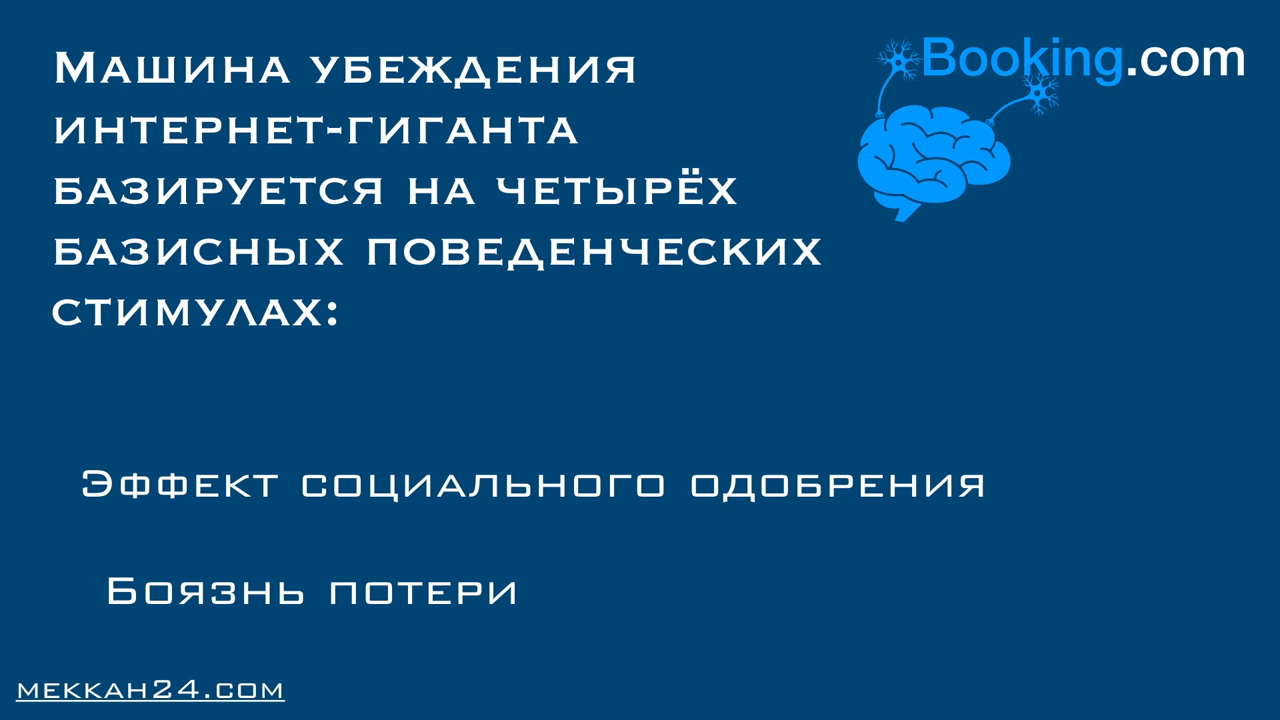 Booking.com
Машина убеждения
интернет-гиганта
базируется на четырёх
базисных поведенческих
стимулах:
Эффект социального одобрения
Боязнь потери
meKKAH24.com